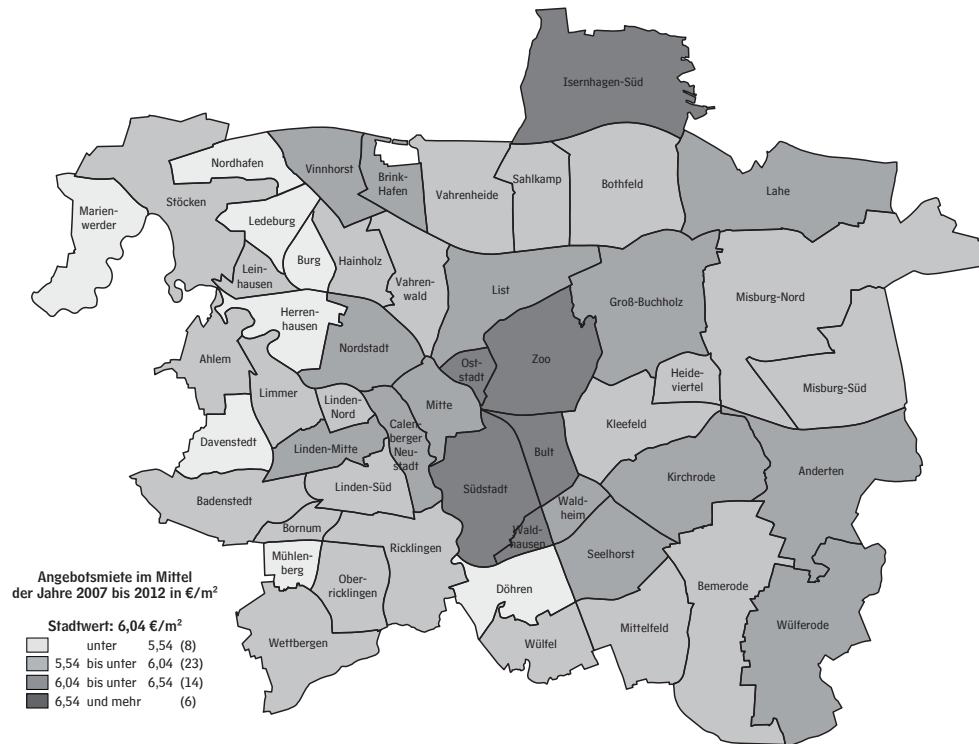 Isernhagen-Süd
Nordhafen
Vinnhorst
Brink-
Hafen
Vahrenheide
Sahlkamp
Bothfeld
Lahe
Marien-
werder
Stöcken
Ledeburg
Burg
Hainholz
Lein-
hausen
Vahren-
wald
List
Groß-Buchholz
Misburg-Nord
Herren-
hausen
Nordstadt
Ost-
stadt
Zoo
Heide-
viertel
Misburg-Süd
Ahlem
Limmer
Linden-
Nord
Mitte
Calen-
berger
Neu-
stadt
Kleefeld
Davenstedt
Linden-Mitte
Bult
Kirchrode
Anderten
Badenstedt
Linden-Süd
Südstadt
Wald-
heim
Wald-
hausen
Bornum
Ricklingen
Seelhorst
Mühlen-
berg
Ober-
ricklingen
Döhren
Bemerode
Wülferode
Wettbergen
Wülfel
Mittelfeld
Angebotsmiete im Mittel
der Jahre 2007 bis 2012 in €/m²
Stadtwert: 6,04 €/m²
unter 5,54 (8)
5,54 bis unter 6,04 (23)
6,04 bis unter 6,54 (14)
6,54 und mehr (6)